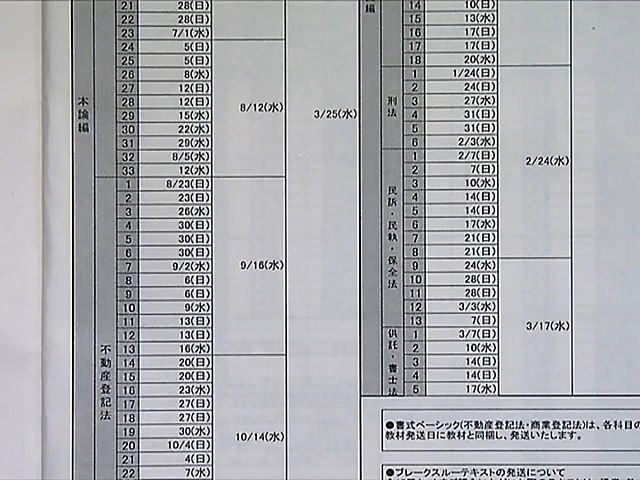 本論編
21 28(日)
22 28(日)
23 7/1(水)
24 5(日)
25 5(日)
26 8(水)
27 12(日)
28 12(日) 8/12(水) 3/25(水)
29 15(水)
30 22(水)
31 29(水)
32 8/5(水)
33 12(水)
不動産登記法
1 8/23(日)
2 23(日)
3 26(水)
4 30(日)
5 30(日)
6 30(日)
7 9/2(水) 9/16(水)
8 6(日)
9 6(日)
10 9(水)
11 13(日)
12 13(日)
13 16(水)
14 20(日)
15 20(日)
16 23(水)
17 27(日)
18 27(日)
19 30(水)
20 10/4(日) 10/14(水)
21 4(日)
22 7(水)
編
14 10(日)
15 13(水)
16 17(日)
17 17(日)
18 20(水)
刑法
1 1/24(日)
2 24(日)
3 27(水)
4 31(日)
5 31(日)
6 2/3(水)
民訴・民執・保全法
1 2/7(日) 2/24(水)
2 7(日)
3 10(水)
4 14(日)
5 14(日)
6 17(水)
7 21(日)
8 21(日)
9 24(水)
10 28(日)
11 28(日)
12 3/3(水)
13 7(日) 3/17(水)
供託・書士法
1 3/7(日)
2 10(水)
3 14(日)
4 14(日)
5 17(水)
●書式ベーシック(不動産登記法・商業登記法)は、各科目の
教材発送日に教材と同梱し、発送いたします。
●ブレークスルーテキストの発送について